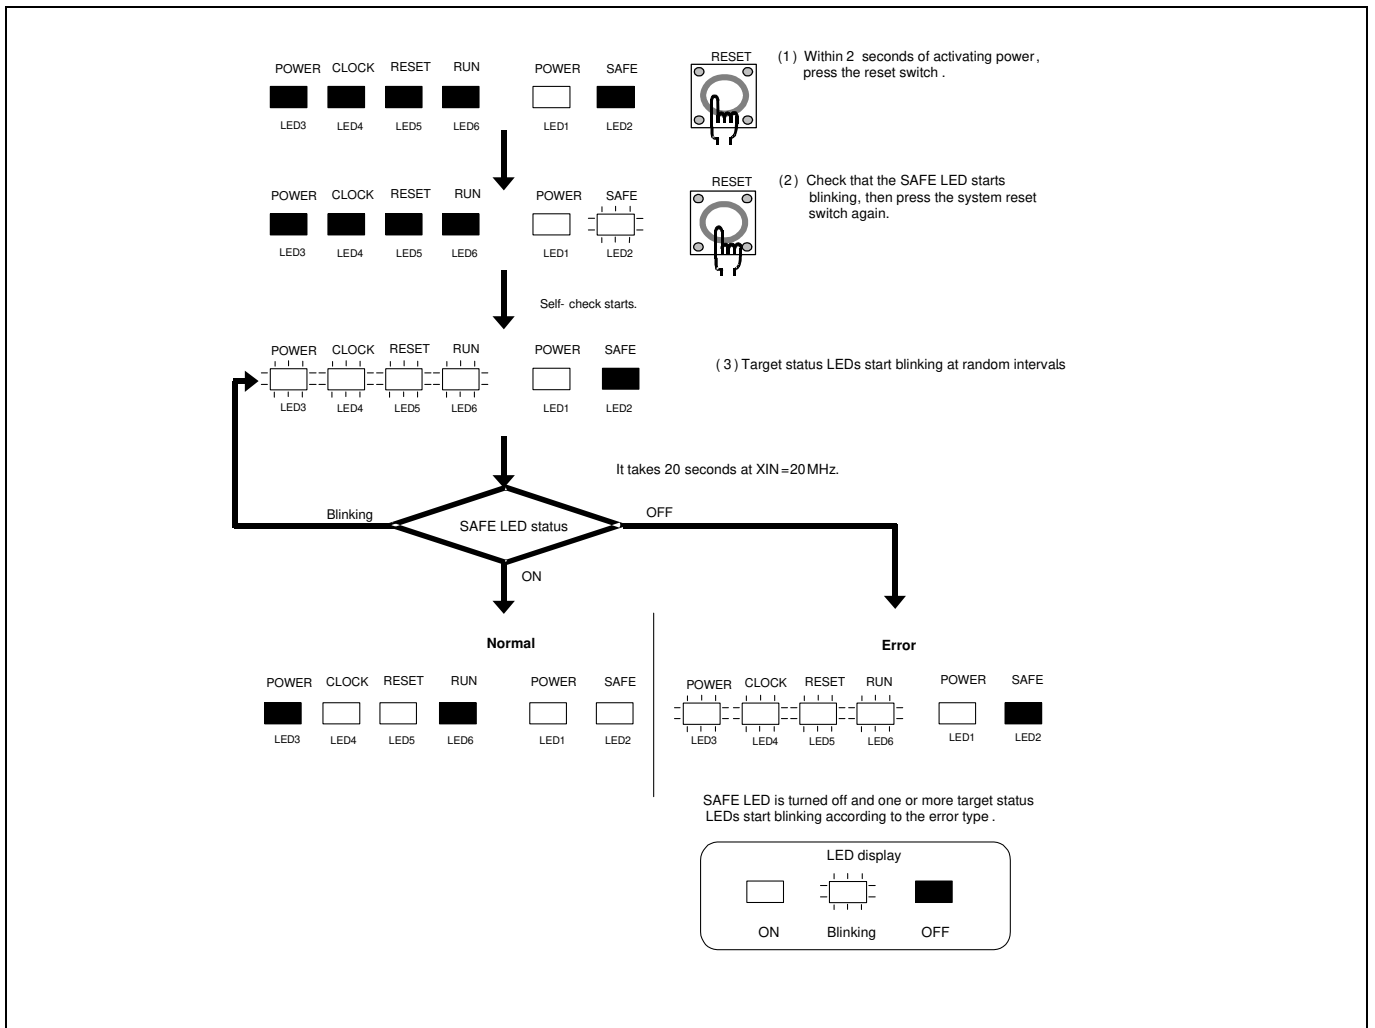 POWER CLOCK RESET RUN POWER SAFE RESET
LED3 LED4 LED5 LED6 LED1 LED2
(1) Within 2 seconds of activating power,
press the reset switch.
POWER CLOCK RESET RUN POWER SAFE RESET
LED3 LED4 LED5 LED6 LED1 LED2
(2) Check that the SAFE LED starts
blinking, then press the system reset
switch again.
Self- check starts.
POWER CLOCK RESET RUN POWER SAFE
LED3 LED4 LED5 LED6 LED1 LED2
(3) Target status LEDs start blinking at random intervals
It takes 20 seconds at XIN=20MHz.
Blinking SAFE LED status OFF
ON
Normal
POWER CLOCK RESET RUN POWER SAFE
LED3 LED4 LED5 LED6 LED1 LED2
Error
POWER CLOCK RESET RUN POWER SAFE
LED3 LED4 LED5 LED6 LED1 LED2
SAFE LED is turned off and one or more target status
LEDs start blinking according to the error type.
LED display
ON Blinking OFF